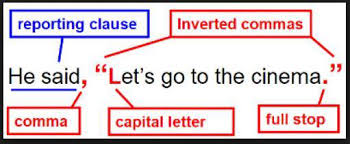 reporting clause Inverted commas
He said, “Let's go to the cinema.”
comma capital letter full stop